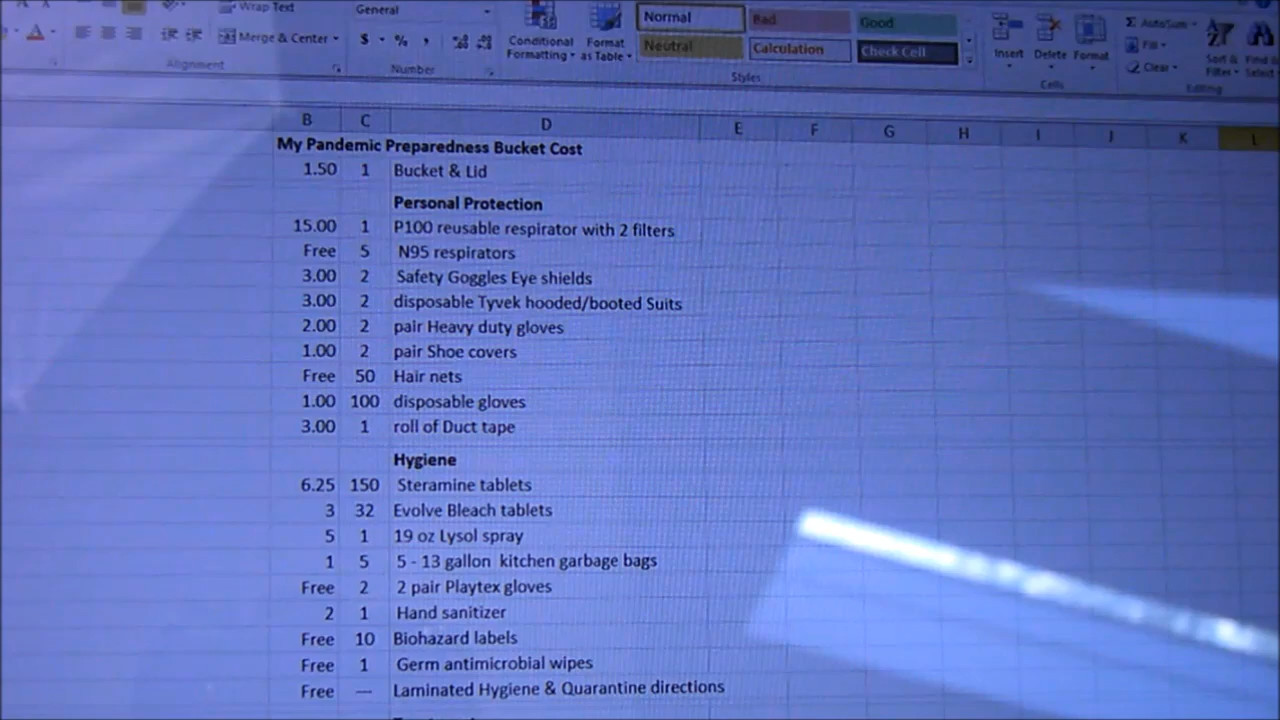 Wrap Text
General
Normal
Bad
Good
AutoSum
Merge & Center
$ % ,
Conditional
Formatting
Format
as Table
Neutral
Calculation
Check Cell
Insert
Delete
Format
Fill
Clear
Sort &
Filter
Find &
Select
Alignment
Number
Styles
Cells
Editing
B C D E F G H I J K L
My Pandemic Preparedness Bucket Cost
1.50 1 Bucket & Lid
Personal Protection
15.00 1 P100 reusable respirator with 2 filters
Free 5 N95 respirators
3.00 2 Safety Goggles Eye shields
3.00 2 disposable Tyvek hooded/booted Suits
2.00 2 pair Heavy duty gloves
1.00 2 pair Shoe covers
Free 50 Hair nets
1.00 100 disposable gloves
3.00 1 roll of Duct tape
Hygiene
6.25 150 Steramine tablets
3 32 Evolve Bleach tablets
5 1 19 oz Lysol spray
1 5 5 - 13 gallon kitchen garbage bags
Free 2 2 pair Playtex gloves
2 1 Hand sanitizer
Free 10 Biohazard labels
Free 1 Germ antimicrobial wipes
Free — Laminated Hygiene & Quarantine directions